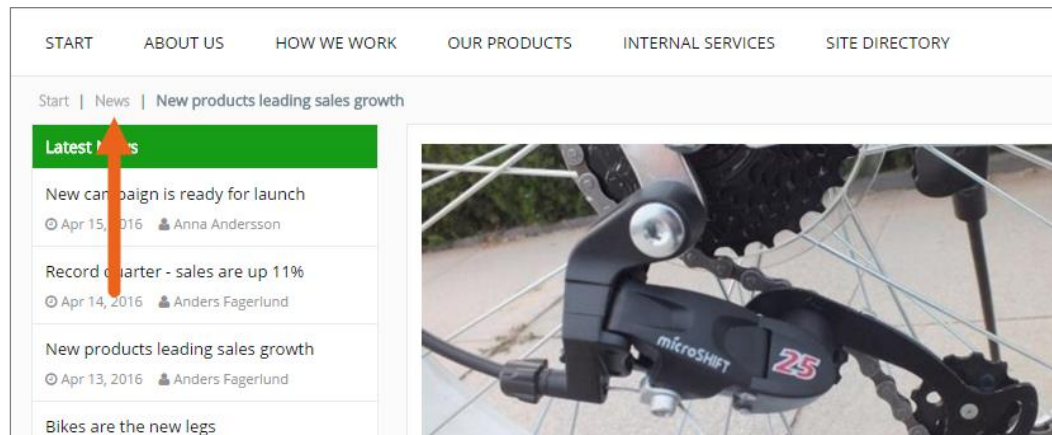 START ABOUT US HOW WE WORK OUR PRODUCTS INTERNAL SERVICES SITE DIRECTORY
Start | News | New products leading sales growth
Latest News
New campaign is ready for launch
Apr 15, 2016 Anna Andersson
Record quarter - sales are up 11%
Apr 14, 2016 Anders Fagerlund
New products leading sales growth
Apr 13, 2016 Anders Fagerlund
Bikes are the new legs
microSHIFT
25